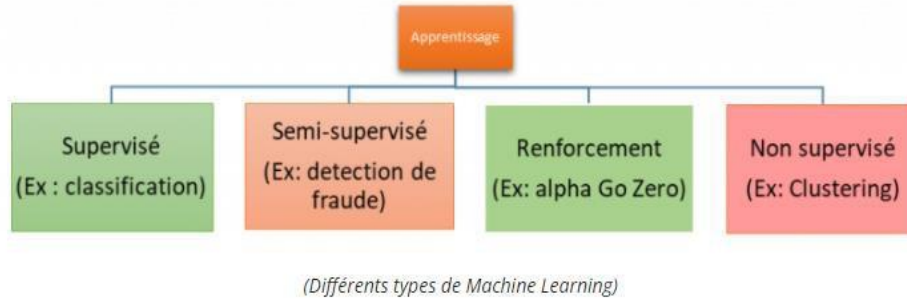 Apprentissage
Supervisé
(Ex : classification)
Semi-supervisé
(Ex: detection de
fraude)
Renforcement
(Ex: alpha Go Zero)
Non supervisé
(Ex: Clustering)
(Différents types de Machine Learning)